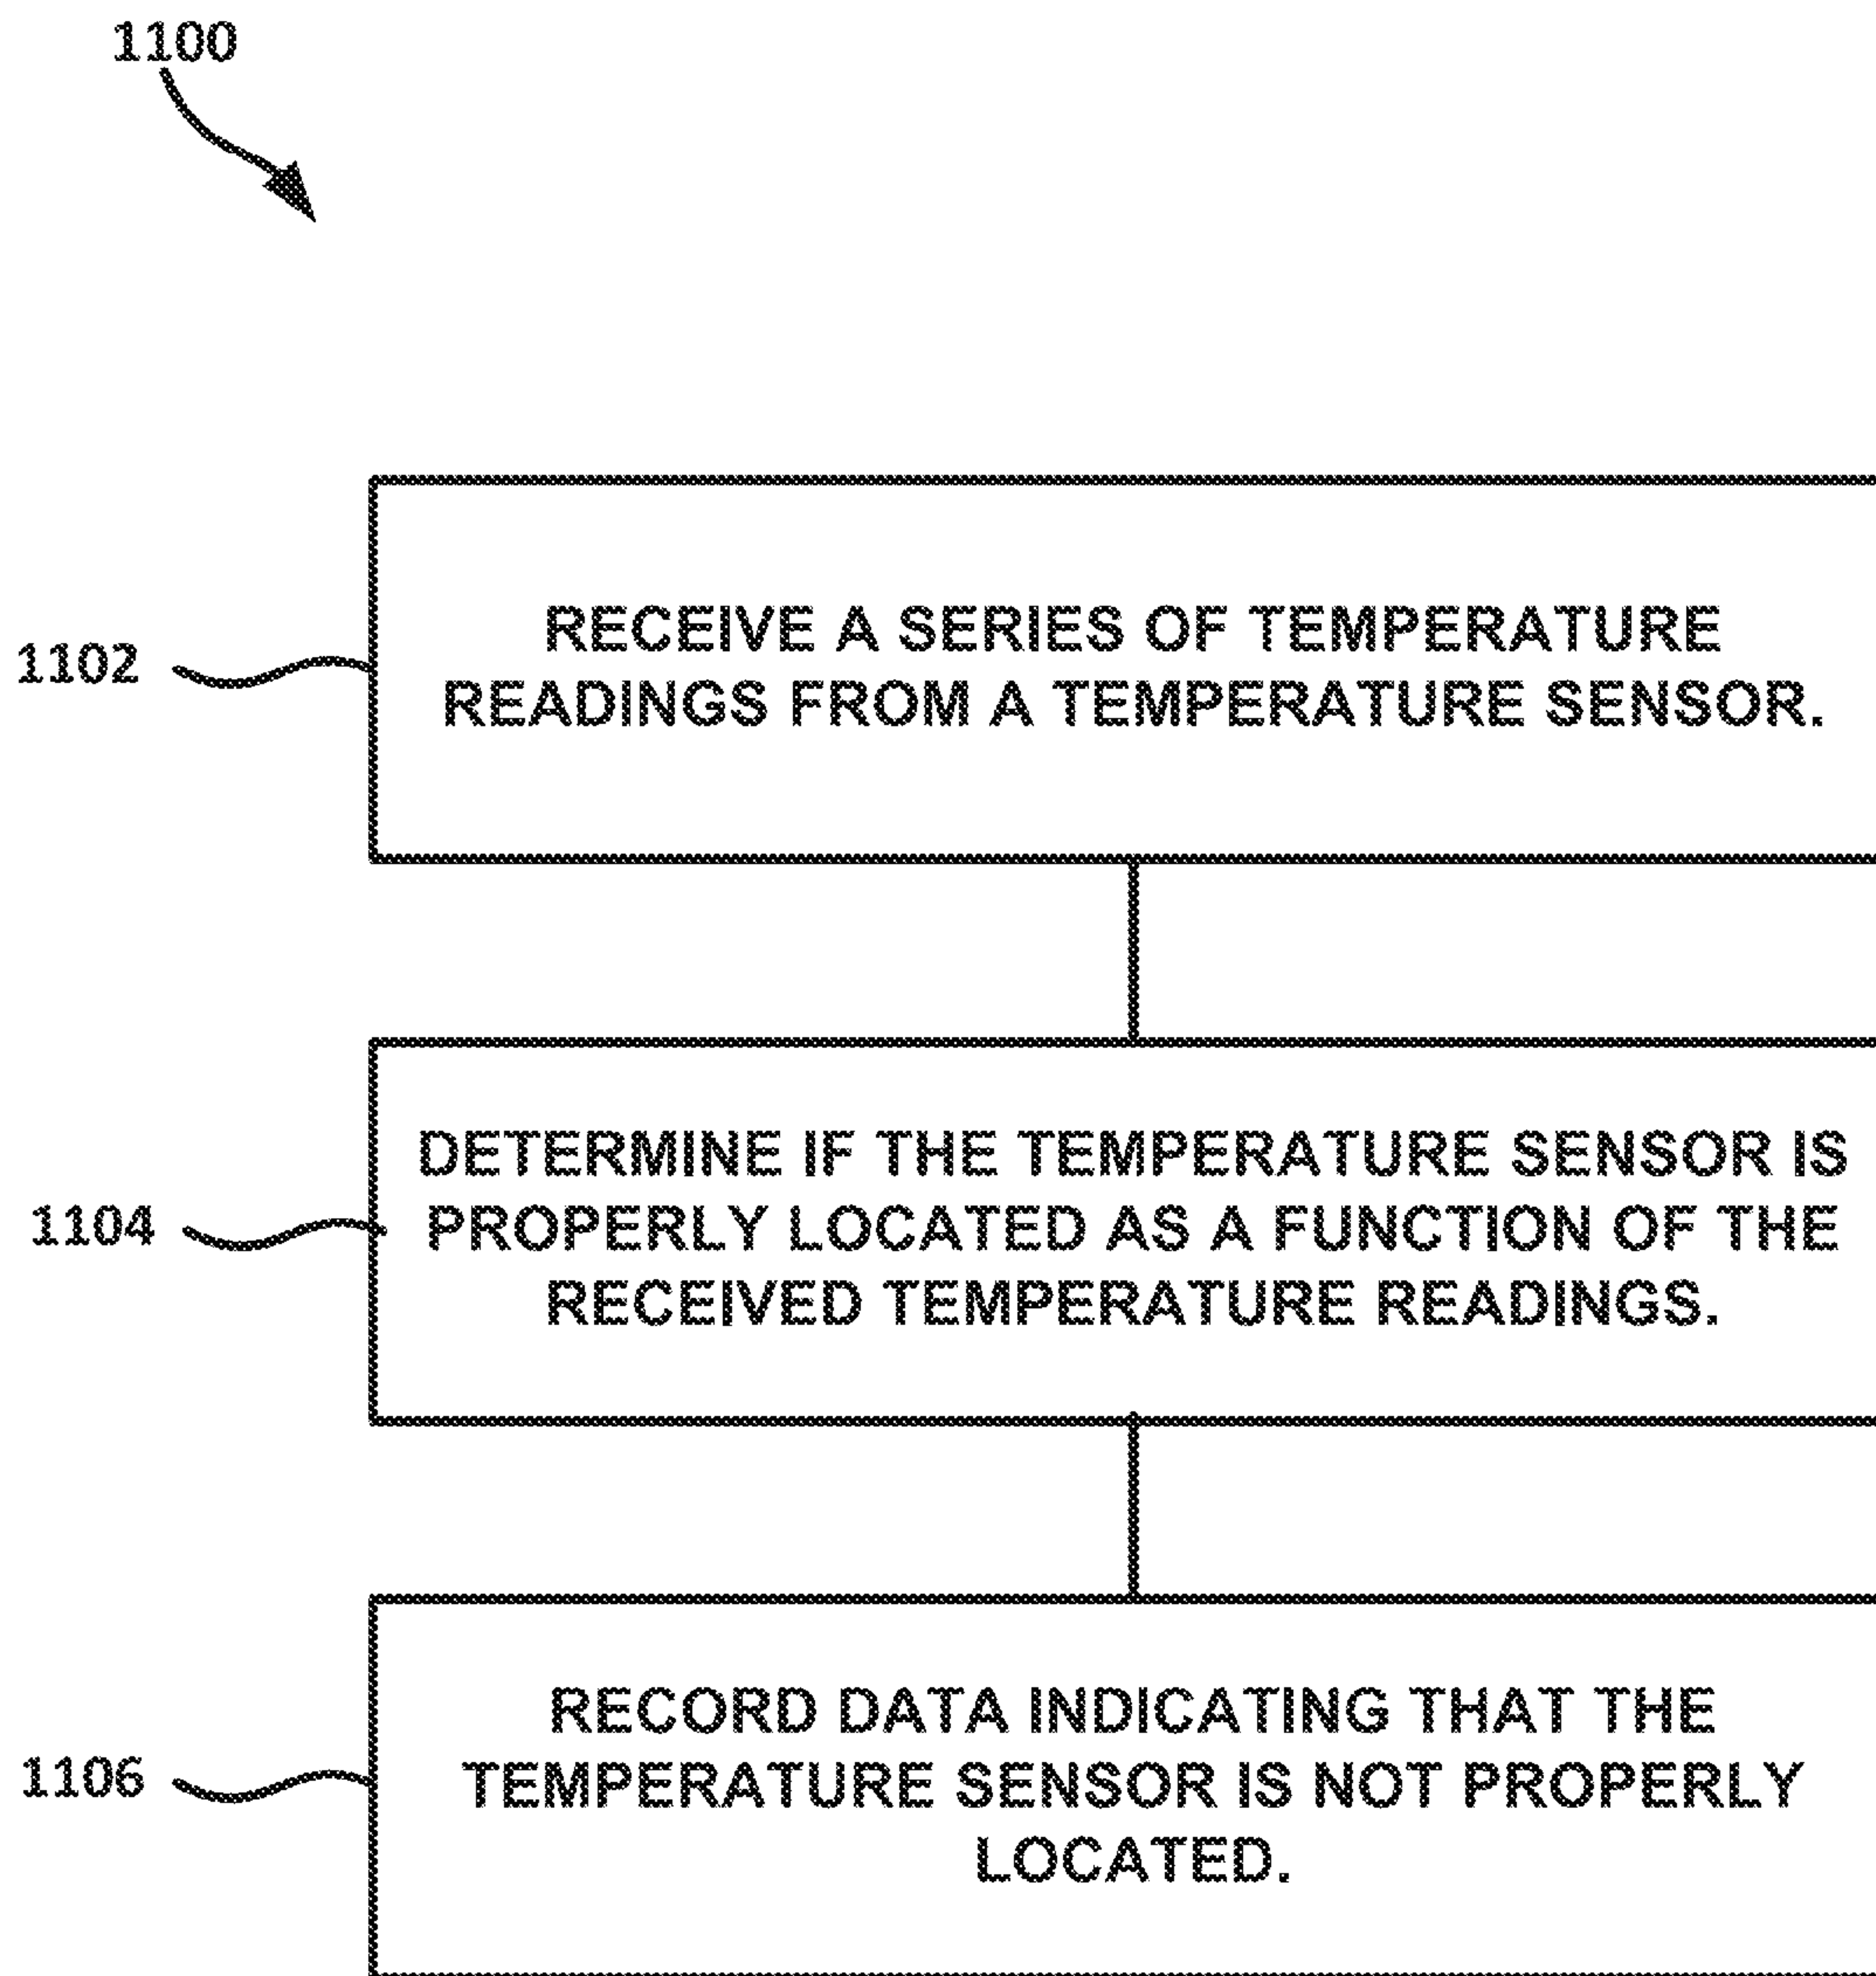 1100
1102
RECEIVE A SERIES OF TEMPERATURE
READINGS FROM A TEMPERATURE SENSOR.
1104
DETERMINE IF THE TEMPERATURE SENSOR IS
PROPERLY LOCATED AS A FUNCTION OF THE
RECEIVED TEMPERATURE READINGS.
1106
RECORD DATA INDICATING THAT THE
TEMPERATURE SENSOR IS NOT PROPERLY
LOCATED.